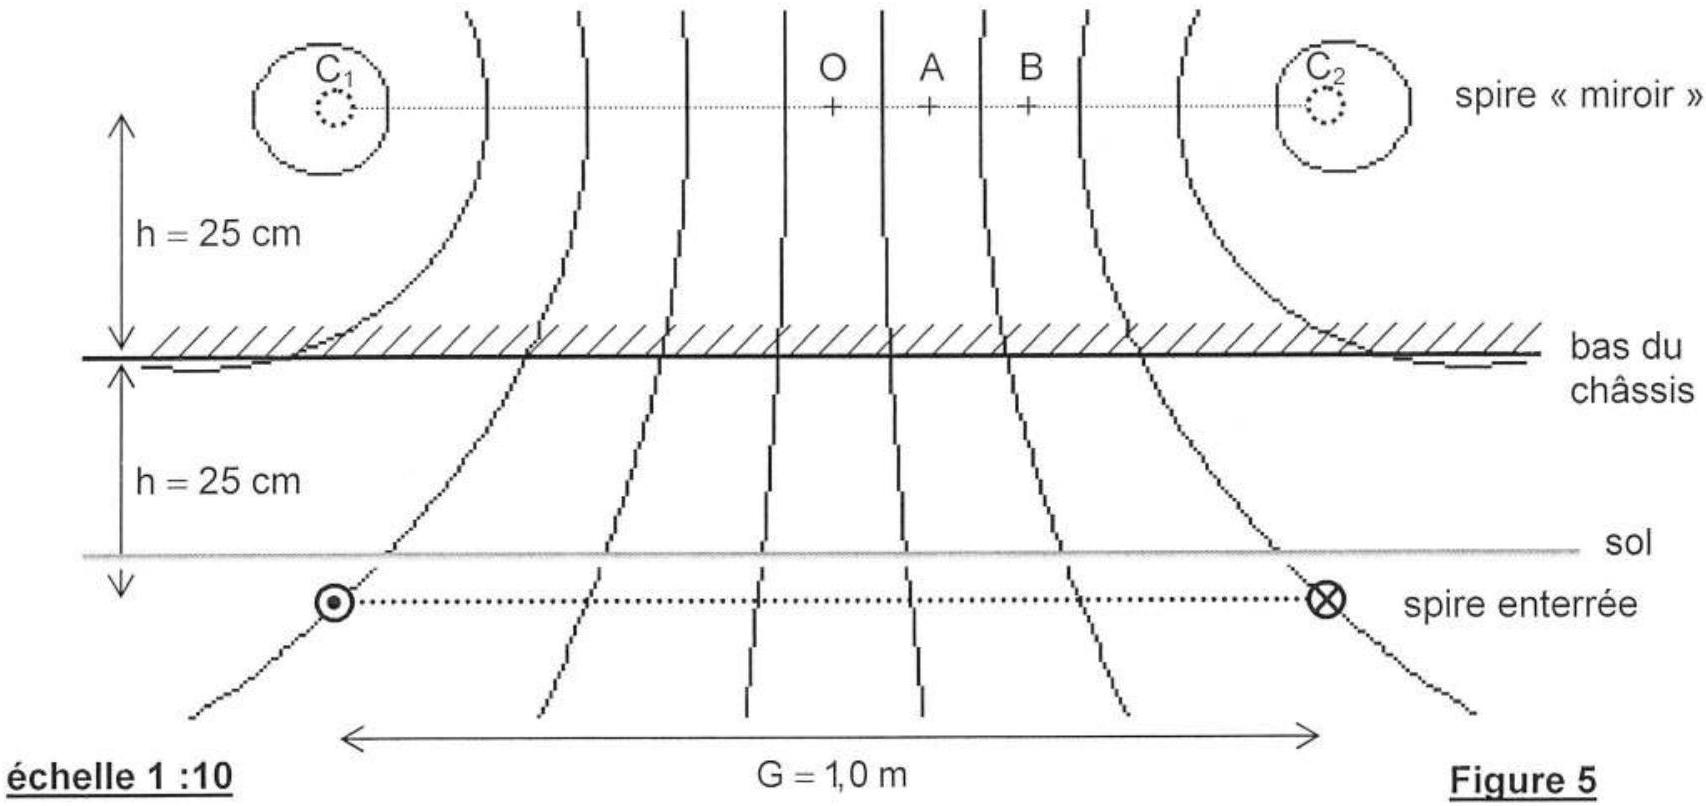 C₁
O
A
B
C₂
spire « miroir »
h = 25 cm
bas du
châssis
h = 25 cm
sol
spire enterrée
échelle 1 :10
G = 1,0 m
Figure 5